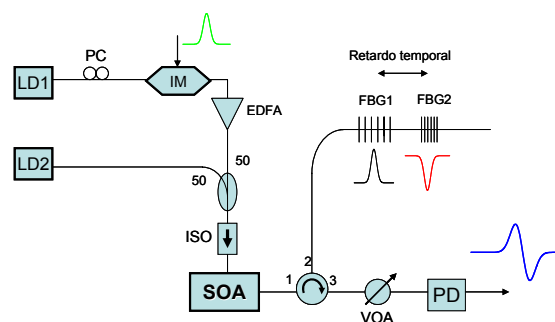 Retardo temporal
PC
FBG1
FBG2
LD1
IM
EDFA
50
LD2
50
ISO
2
SOA
1
3
PD
VOA